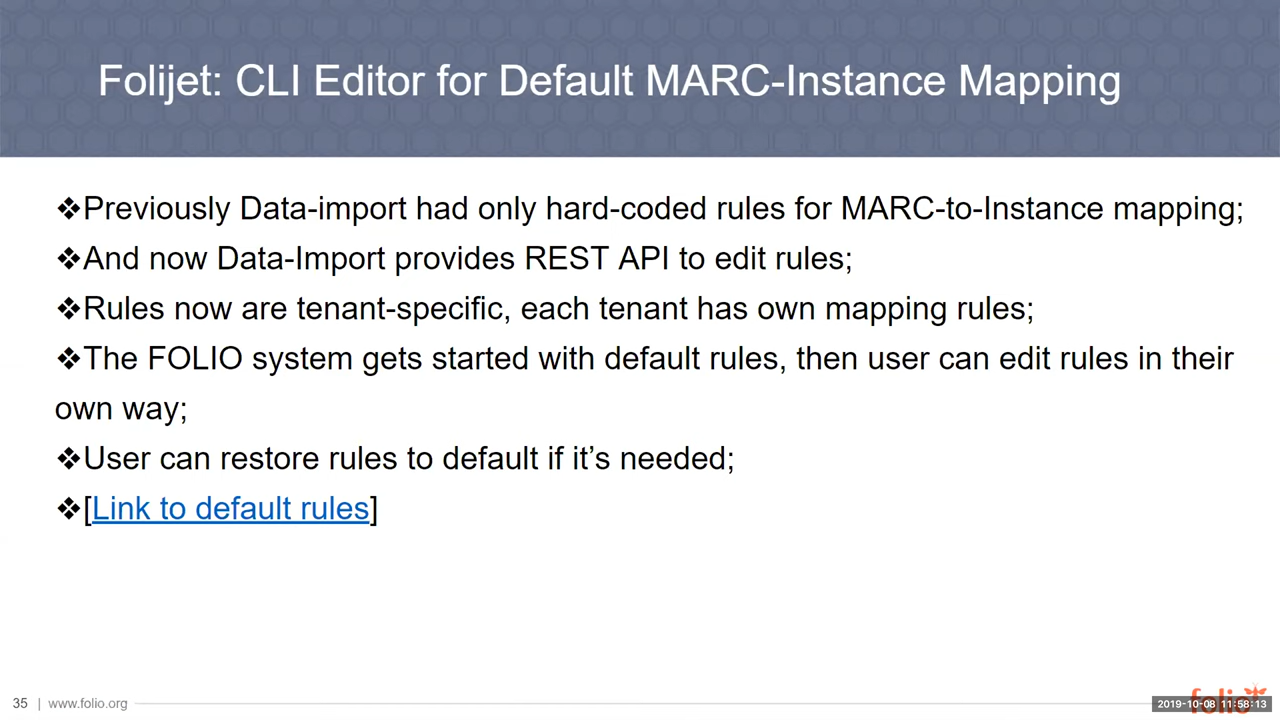 Folijet: CLI Editor for Default MARC-Instance Mapping
❖Previously Data-import had only hard-coded rules for MARC-to-Instance mapping;
❖And now Data-Import provides REST API to edit rules;
❖Rules now are tenant-specific, each tenant has own mapping rules;
❖The FOLIO system gets started with default rules, then user can edit rules in their
own way;
❖User can restore rules to default if it’s needed;
❖[Link to default rules]
35 | www.folio.org
folio
2019-10-08 11:58:13